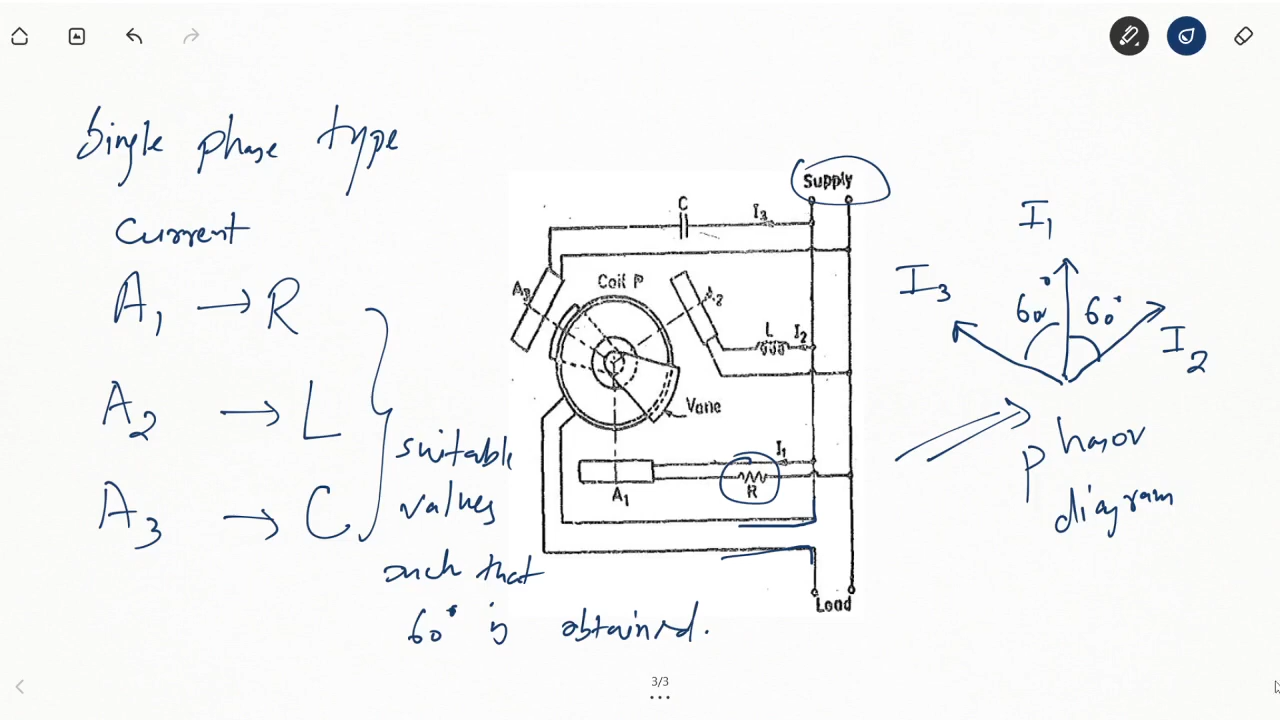 Single phase type
Current
A1 → R
A2 → L
A3 → C
suitable
values
such that
60° is obtained.
Supply
C
I3
A3
Coil P
A2
L
I2
Vane
I1
R
A1
Load
I1
I3
60°
60°
I2
phasor
diagram
3/3